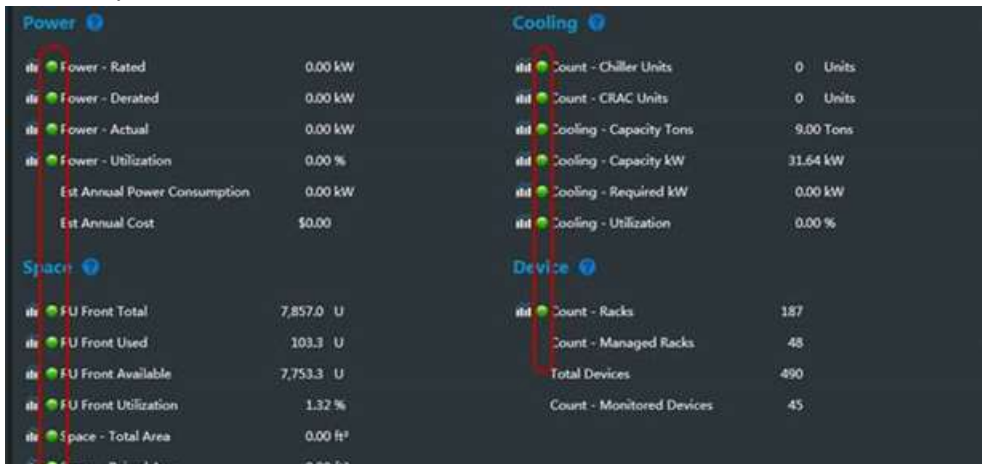 Power
Power - Rated 0.00 kW
Power - Derated 0.00 kW
Power - Actual 0.00 kW
Power - Utilization 0.00 %
Est Annual Power Consumption 0.00 kW
Est Annual Cost $0.00
Space
RU Front Total 7,857.0 U
RU Front Used 103.3 U
RU Front Available 7,753.3 U
RU Front Utilization 1.32 %
Space - Total Area 0.00 ft²
Cooling
Count - Chiller Units 0 Units
Count - CRAC Units 0 Units
Cooling - Capacity Tons 9.00 Tons
Cooling - Capacity kW 31.64 kW
Cooling - Required kW 0.00 kW
Cooling - Utilization 0.00 %
Device
Count - Racks 187
Count - Managed Racks 48
Total Devices 490
Count - Monitored Devices 45